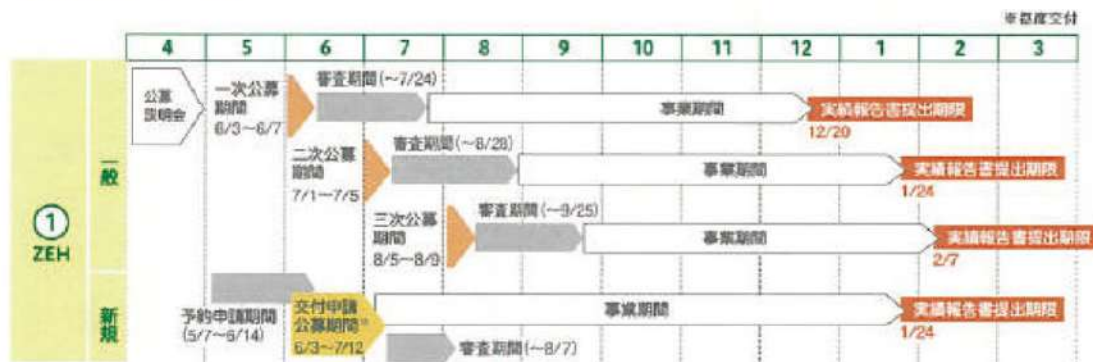 ※都度交付
4 5 6 7 8 9 10 11 12 1 2 3
① ZEH
一般
公募
説明会
一次公募
期間
6/3～6/7
審査期間(～7/24)
事業期間
実績報告書提出期限
12/20
二次公募
期間
7/1～7/5
審査期間(～8/28)
事業期間
実績報告書提出期限
1/24
三次公募
期間
8/5～8/9
審査期間(～9/25)
事業期間
実績報告書提出期限
2/7
新規
予約申請期間
(5/7～6/14)
交付申請
公募期間※
6/3～7/12
事業期間
実績報告書提出期限
1/24
審査期間(～8/7)